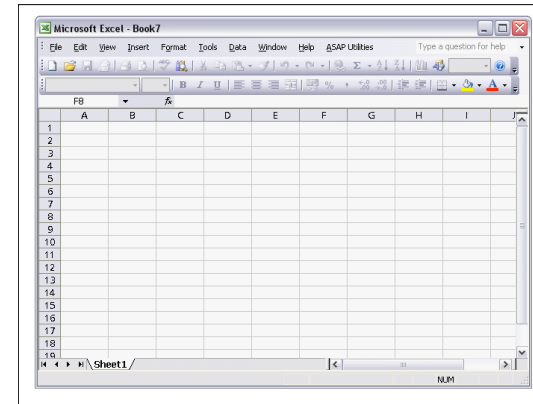 Microsoft Excel - Book7
File Edit View Insert Format Tools Data Window Help ASAP Utilities Type a question for help
B I U Σ %
F8 fx
A B C D E F G H I J
1
2
3
4
5
6
7
8
9
10
11
12
13
14
15
16
17
18
19
Sheet1
NUM